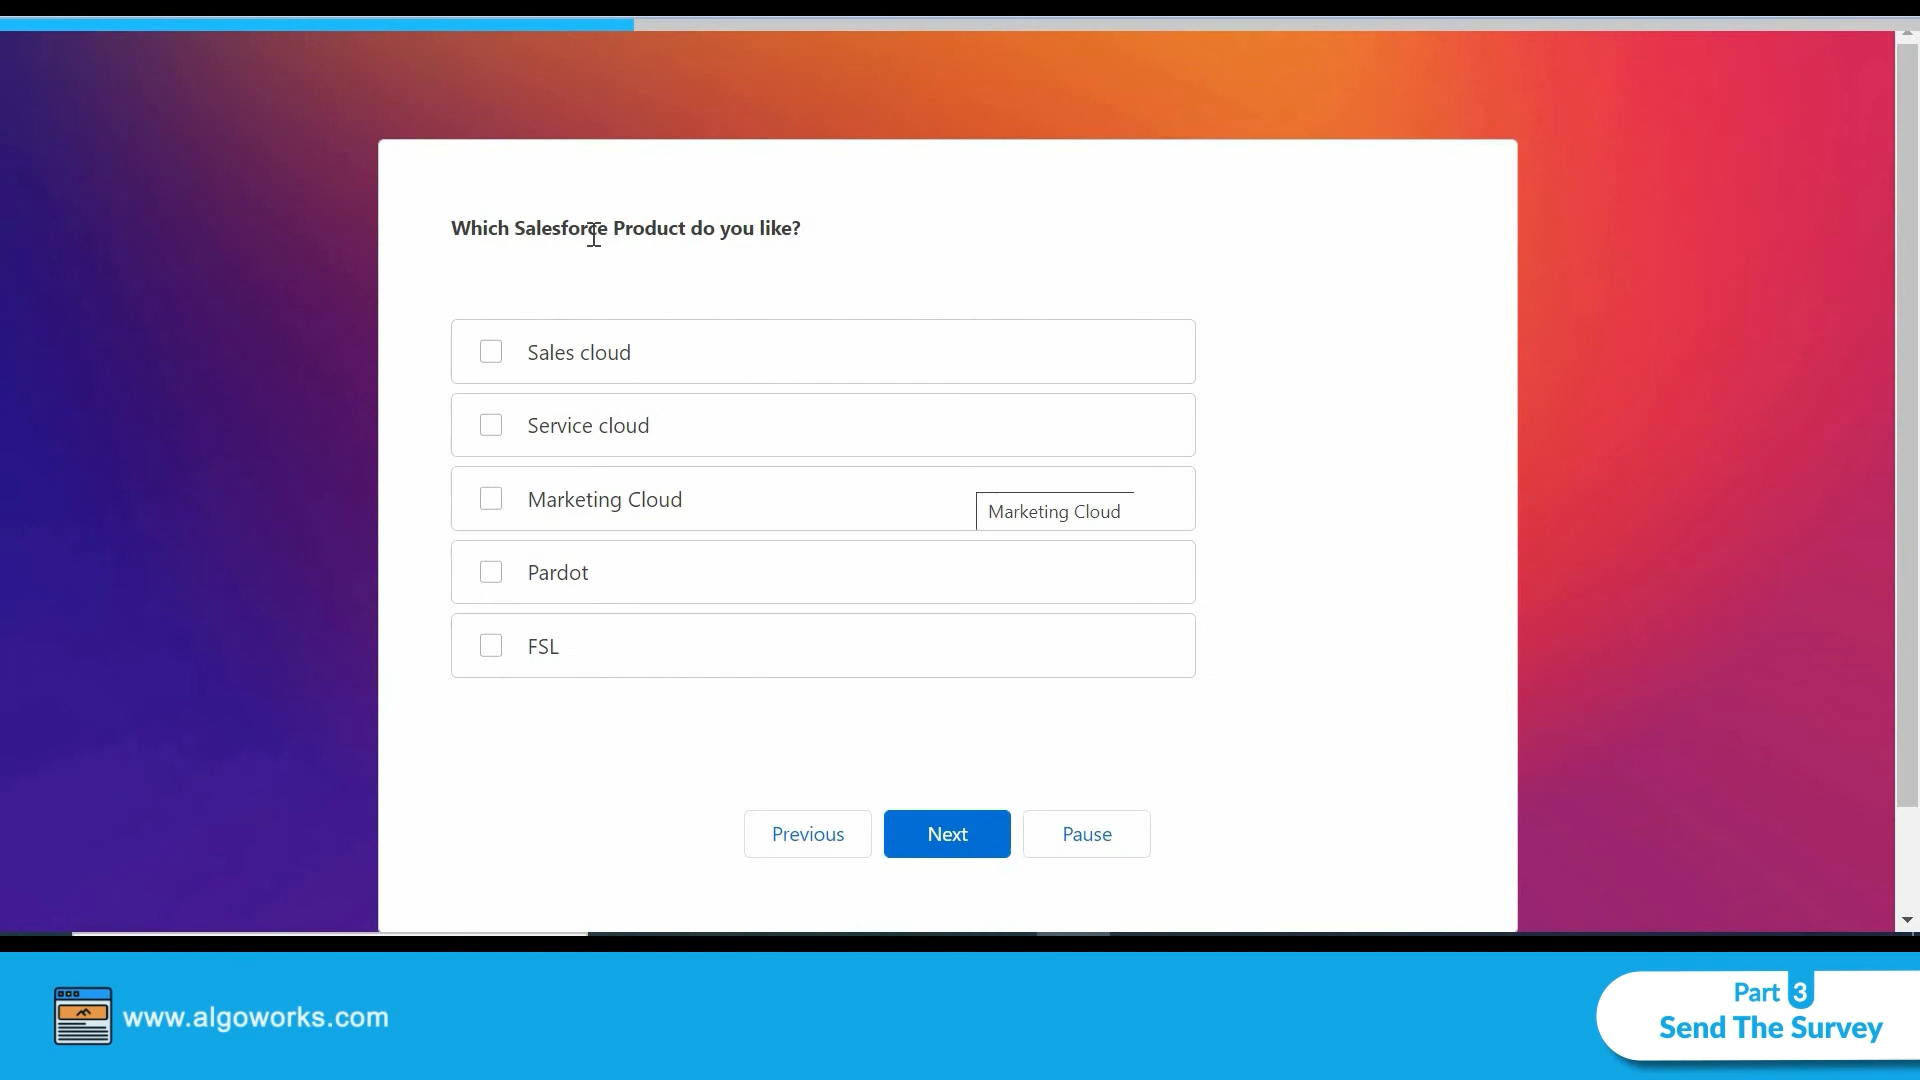 Which Salesforce Product do you like?
Sales cloud
Service cloud
Marketing Cloud
Marketing Cloud
Pardot
FSL
Previous
Next
Pause
www.algoworks.com
Part 3
Send The Survey